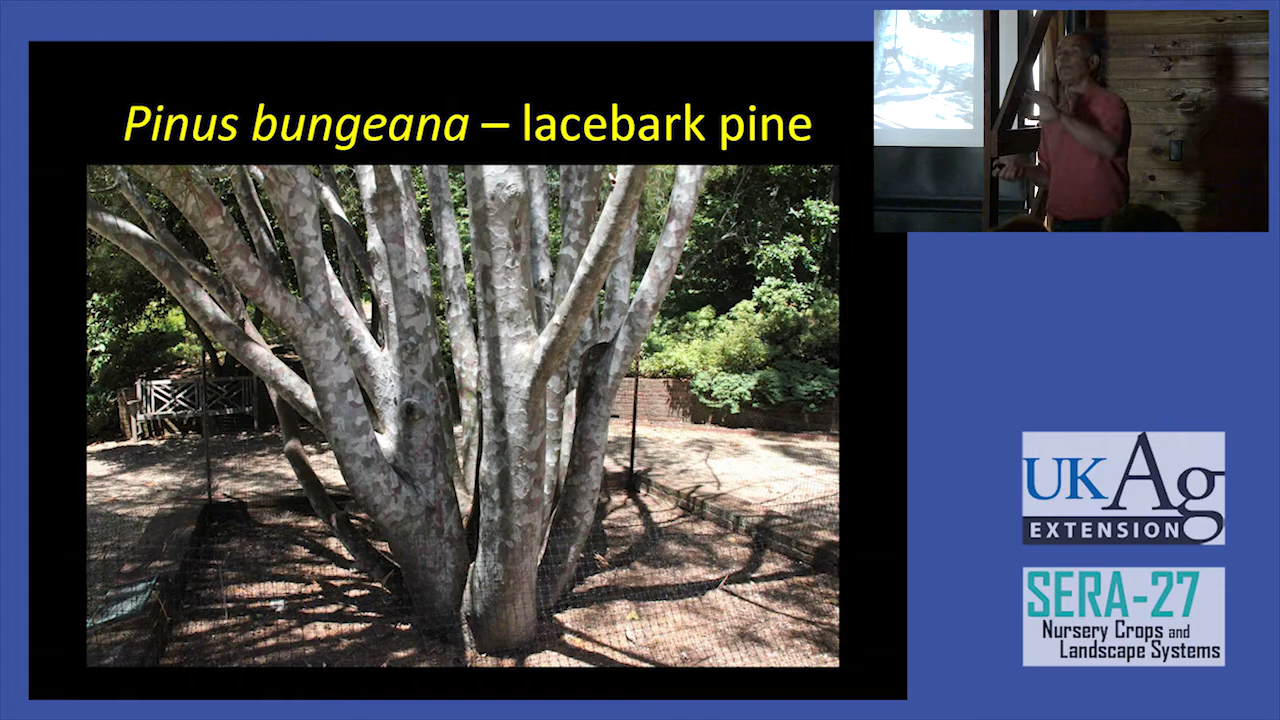 Pinus bungeana – lacebark pine
UKAg
EXTENSION
SERA-27
Nursery Crops and
Landscape Systems